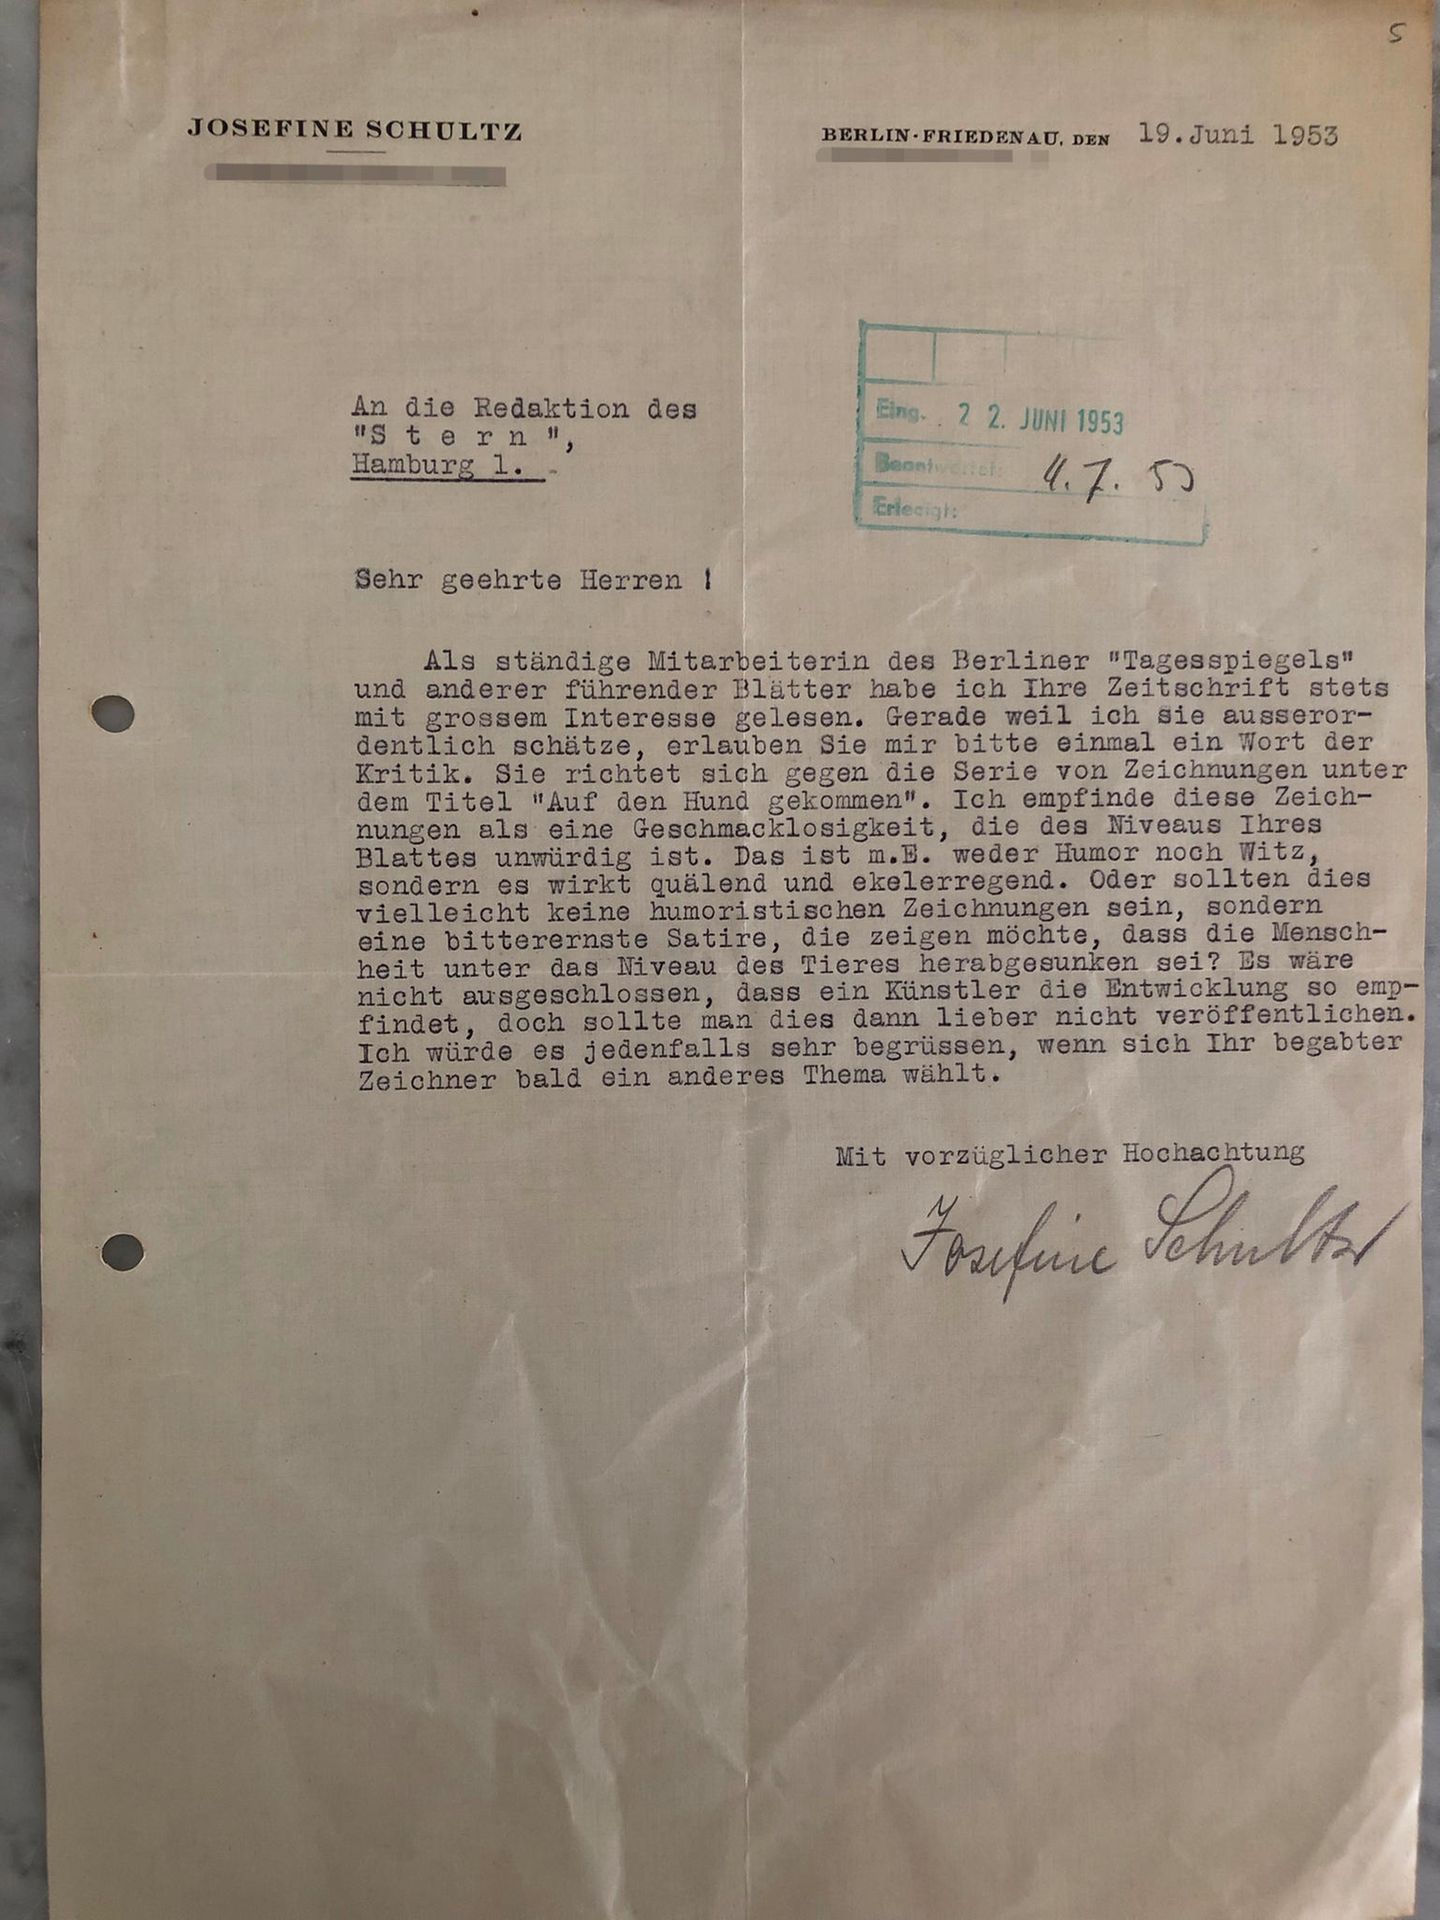 5
JOSEFINE SCHULTZ
BERLIN-FRIEDENAU, DEN 19.Juni 1953
An die Redaktion des
"S t e r n",
Hamburg 1.
Eing. 22. JUNI 1953
Beantwortet: 4.7.53
Erledigt:
Sehr geehrte Herren !
Als ständige Mitarbeiterin des Berliner "Tagesspiegels"
und anderer führender Blätter habe ich Ihre Zeitschrift stets
mit grossem Interesse gelesen. Gerade weil ich sie ausseror-
dentlich schätze, erlauben Sie mir bitte einmal ein Wort der
Kritik. Sie richtet sich gegen die Serie von Zeichnungen unter
dem Titel "Auf den Hund gekommen". Ich empfinde diese Zeich-
nungen als eine Geschmacklosigkeit, die des Niveaus Ihres
Blattes unwürdig ist. Das ist m.E. weder Humor noch Witz,
sondern es wirkt quälend und ekelerregend. Oder sollten dies
vielleicht keine humoristischen Zeichnungen sein, sondern
eine bitterernste Satire, die zeigen möchte, dass die Mensch-
heit unter das Niveau des Tieres herabgesunken sei? Es wäre
nicht ausgeschlossen, dass ein Künstler die Entwicklung so emp-
findet, doch sollte man dies dann lieber nicht veröffentlichen.
Ich würde es jedenfalls sehr begrüssen, wenn sich Ihr begabter
Zeichner bald ein anderes Thema wählt.
Mit vorzüglicher Hochachtung
Josefine Schultz